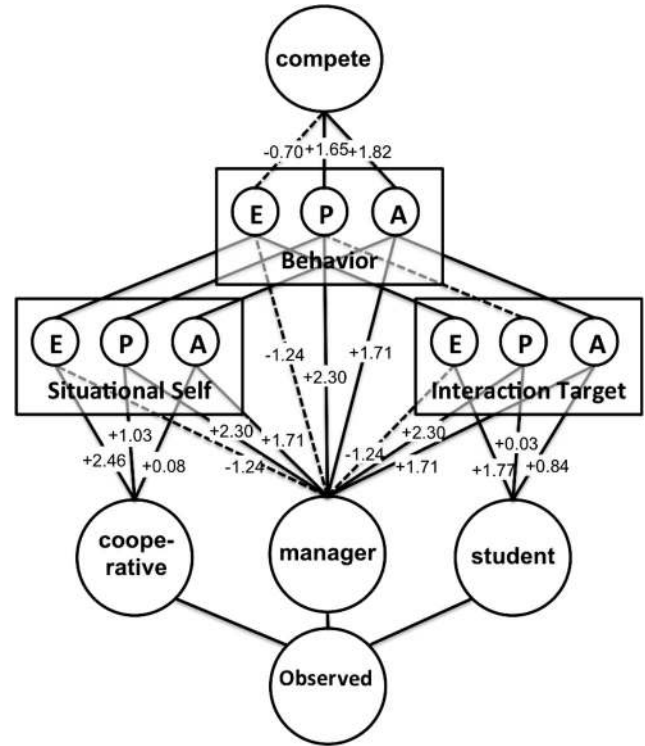 compete
-0.70 +1.65 +1.82
E P A
Behavior
E P A
Situational Self
E P A
Interaction Target
-1.24
+2.30
+1.71
+2.46
+1.03
+0.08
+2.30
-1.24
+1.71
-1.24
+2.30
+1.71
+1.77
+0.03
+0.84
coope-
rative
manager
student
Observed